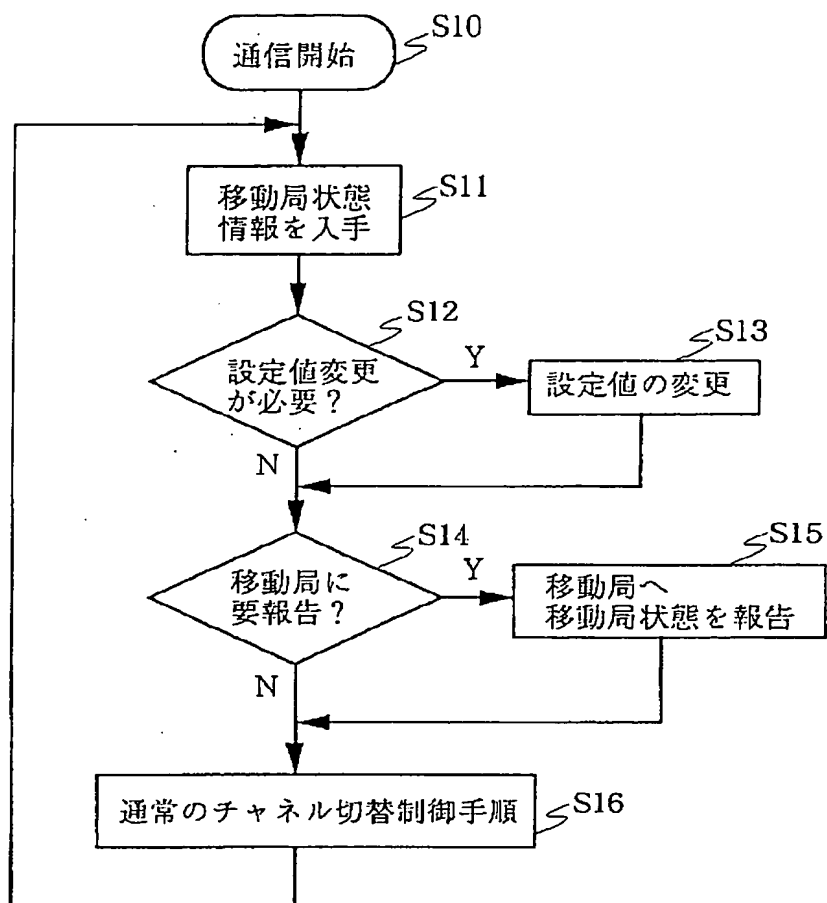 通信開始
S10
移動局状態
情報を入手
S11
設定値変更
が必要?
S12
Y
設定値の変更
S13
N
移動局に
要報告?
S14
Y
移動局へ
移動局状態を報告
S15
N
通常のチャネル切替制御手順
S16